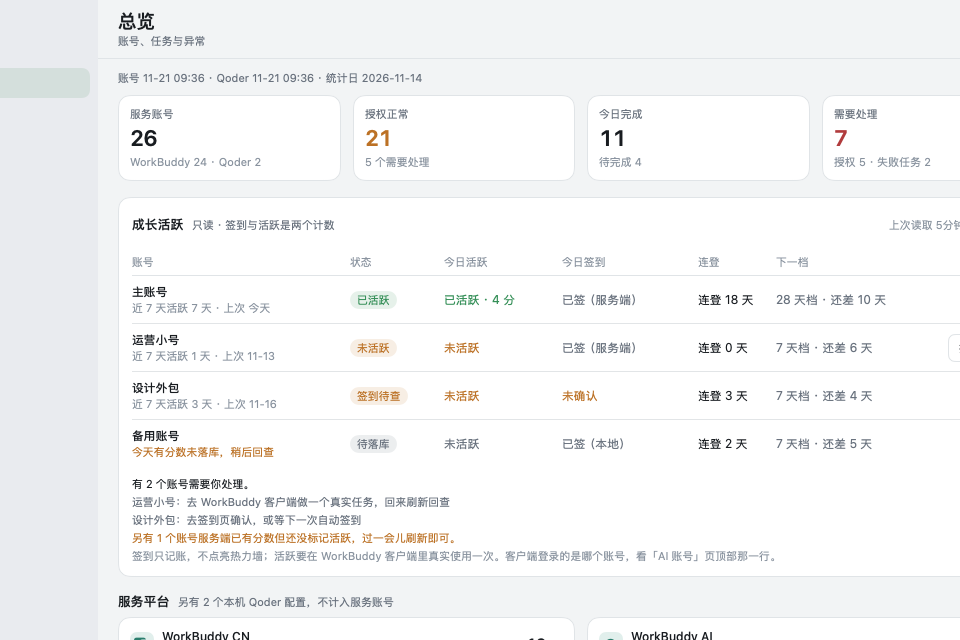 总览
账号、任务与异常
账号 11-21 09:36 · Qoder 11-21 09:36 · 统计日 2026-11-14
服务账号
26
WorkBuddy 24 · Qoder 2
授权正常
21
5 个需要处理
今日完成
11
待完成 4
需要处理
7
授权 5 · 失败任务 2
成长活跃 只读 · 签到与活跃是两个计数 上次读取 5分钟
账号 状态 今日活跃 今日签到 连登 下一档
主账号
近 7 天活跃 7 天 · 上次 今天
已活跃 已活跃 · 4 分 已签（服务端） 连登 18 天 28 天档 · 还差 10 天
运营小号
近 7 天活跃 1 天 · 上次 11-13
未活跃 未活跃 已签（服务端） 连登 0 天 7 天档 · 还差 6 天
设计外包
近 7 天活跃 3 天 · 上次 11-16
签到待查 未活跃 未确认 连登 3 天 7 天档 · 还差 4 天
备用账号
今天有分数未落库，稍后回查
待落库 未活跃 已签（本地） 连登 2 天 7 天档 · 还差 5 天
有 2 个账号需要你处理。
运营小号：去 WorkBuddy 客户端做一个真实任务，回来刷新回查
设计外包：去签到页确认，或等下一次自动签到
另有 1 个账号服务端已有分数但还没标记活跃，过一会儿刷新即可。
签到只记账，不点亮热力墙；活跃要在 WorkBuddy 客户端里真实使用一次。客户端登录的是哪个账号，看「AI 账号」页顶部那一行。
服务平台 另有 2 个本机 Qoder 配置，不计入服务账号
WorkBuddy CN
WorkBuddy AI